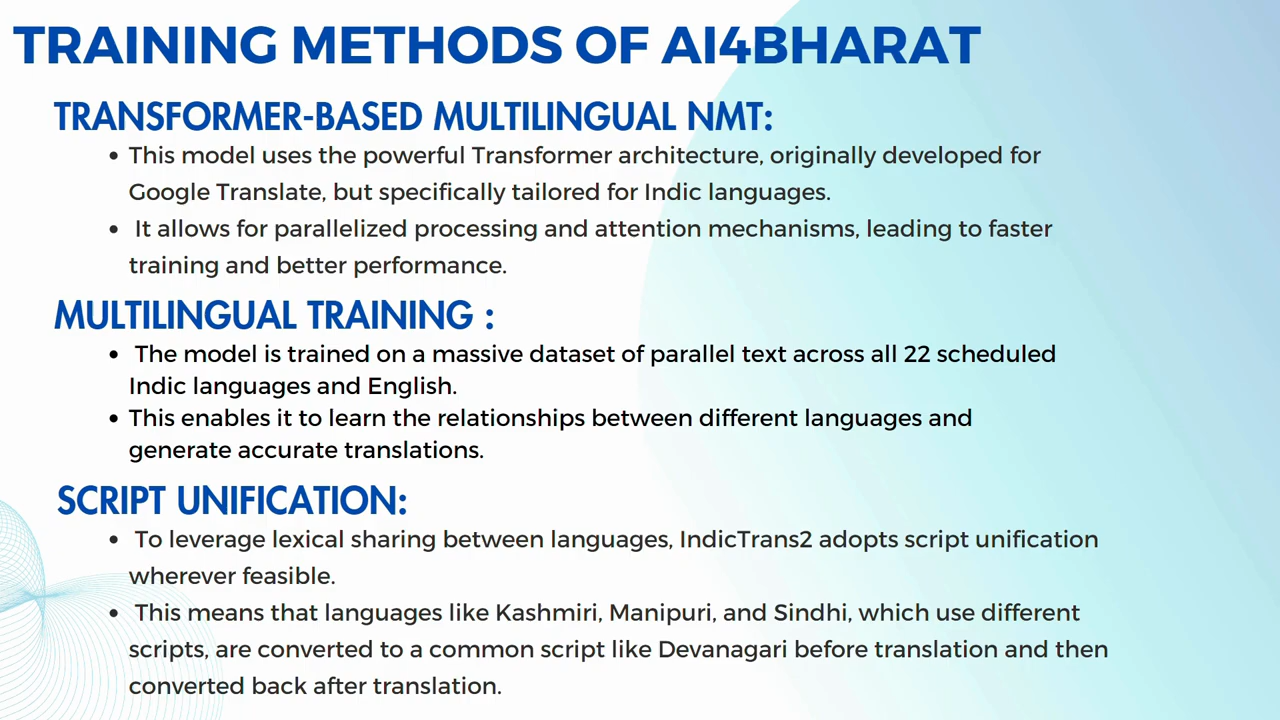 TRAINING METHODS OF AI4BHARAT
TRANSFORMER-BASED MULTILINGUAL NMT:
• This model uses the powerful Transformer architecture, originally developed for
Google Translate, but specifically tailored for Indic languages.
• It allows for parallelized processing and attention mechanisms, leading to faster
training and better performance.
MULTILINGUAL TRAINING :
• The model is trained on a massive dataset of parallel text across all 22 scheduled
Indic languages and English.
• This enables it to learn the relationships between different languages and
generate accurate translations.
SCRIPT UNIFICATION:
• To leverage lexical sharing between languages, IndicTrans2 adopts script unification
wherever feasible.
• This means that languages like Kashmiri, Manipuri, and Sindhi, which use different
scripts, are converted to a common script like Devanagari before translation and then
converted back after translation.